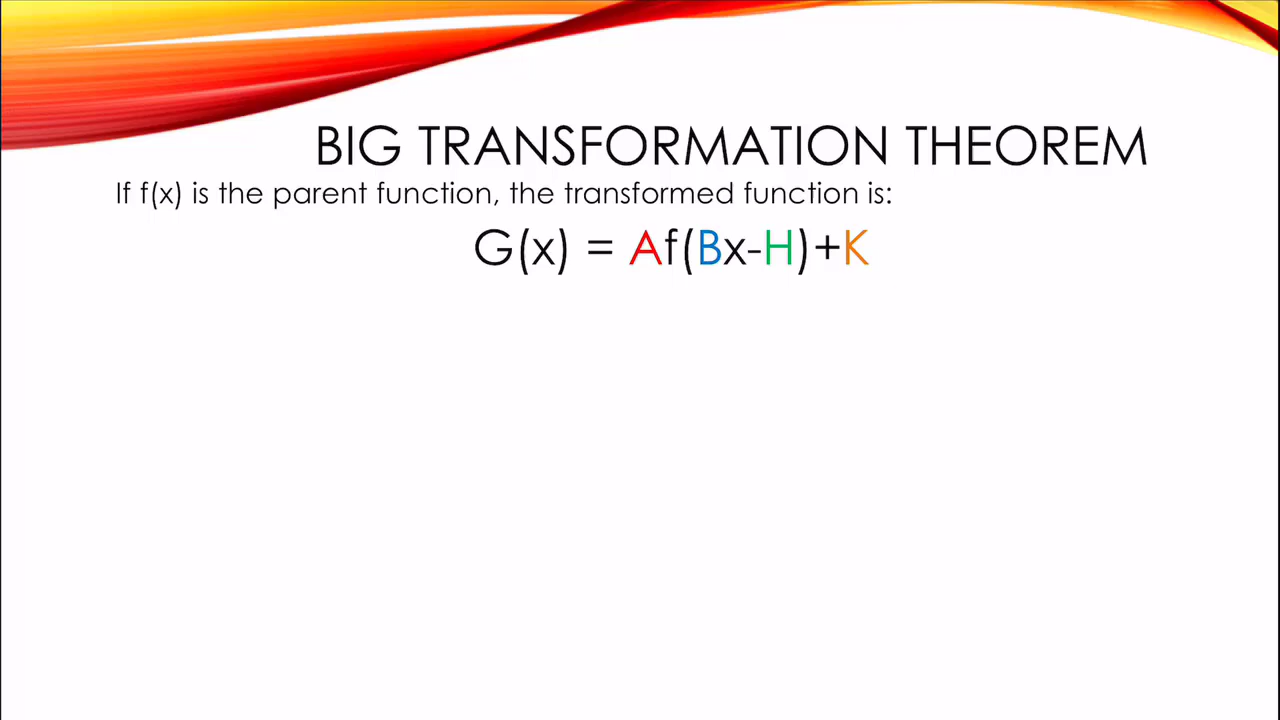 BIG TRANSFORMATION THEOREM
If f(x) is the parent function, the transformed function is:
G(x) = Af(Bx-H)+K